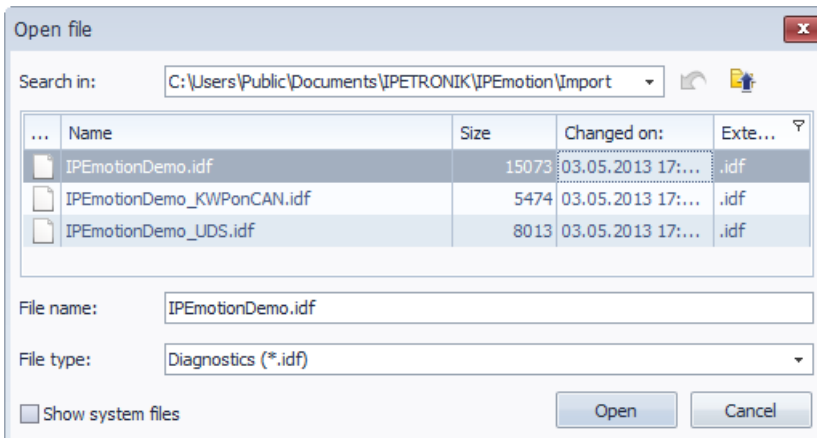 Open file
Search in: C:\Users\Public\Documents\IPETRONIK\IPEmotion\Import
... Name Size Changed on: Exte...
IPEmotionDemo.idf 15073 03.05.2013 17:... .idf
IPEmotionDemo_KWPonCAN.idf 5474 03.05.2013 17:... .idf
IPEmotionDemo_UDS.idf 8013 03.05.2013 17:... .idf
File name: IPEmotionDemo.idf
File type: Diagnostics (*.idf)
Show system files Open Cancel